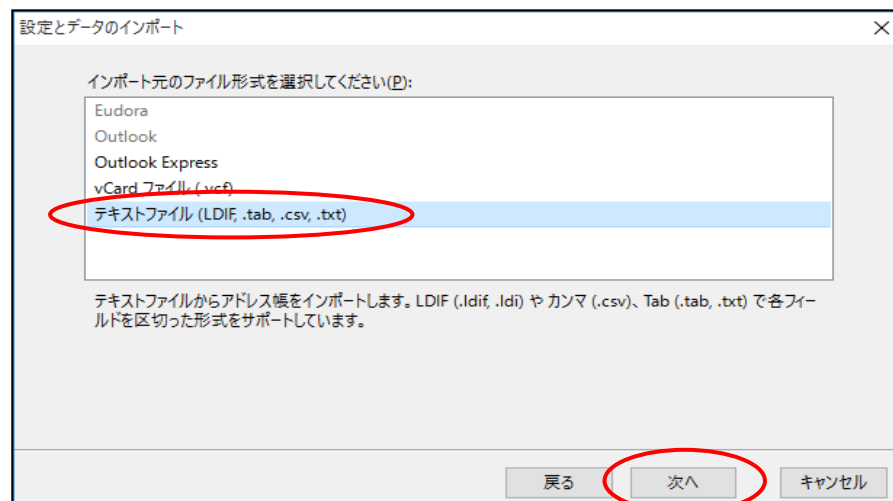 設定とデータのインポート
インポート元のファイル形式を選択してください(P):
Eudora
Outlook
Outlook Express
vCard ファイル (.vcf)
テキストファイル (LDIF, .tab, .csv, .txt)
テキストファイルからアドレス帳をインポートします。LDIF (.ldif, .ldi) や カンマ (.csv)、Tab (.tab, .txt) で各フィー
ルドを区切った形式をサポートしています。
戻る 次へ キャンセル